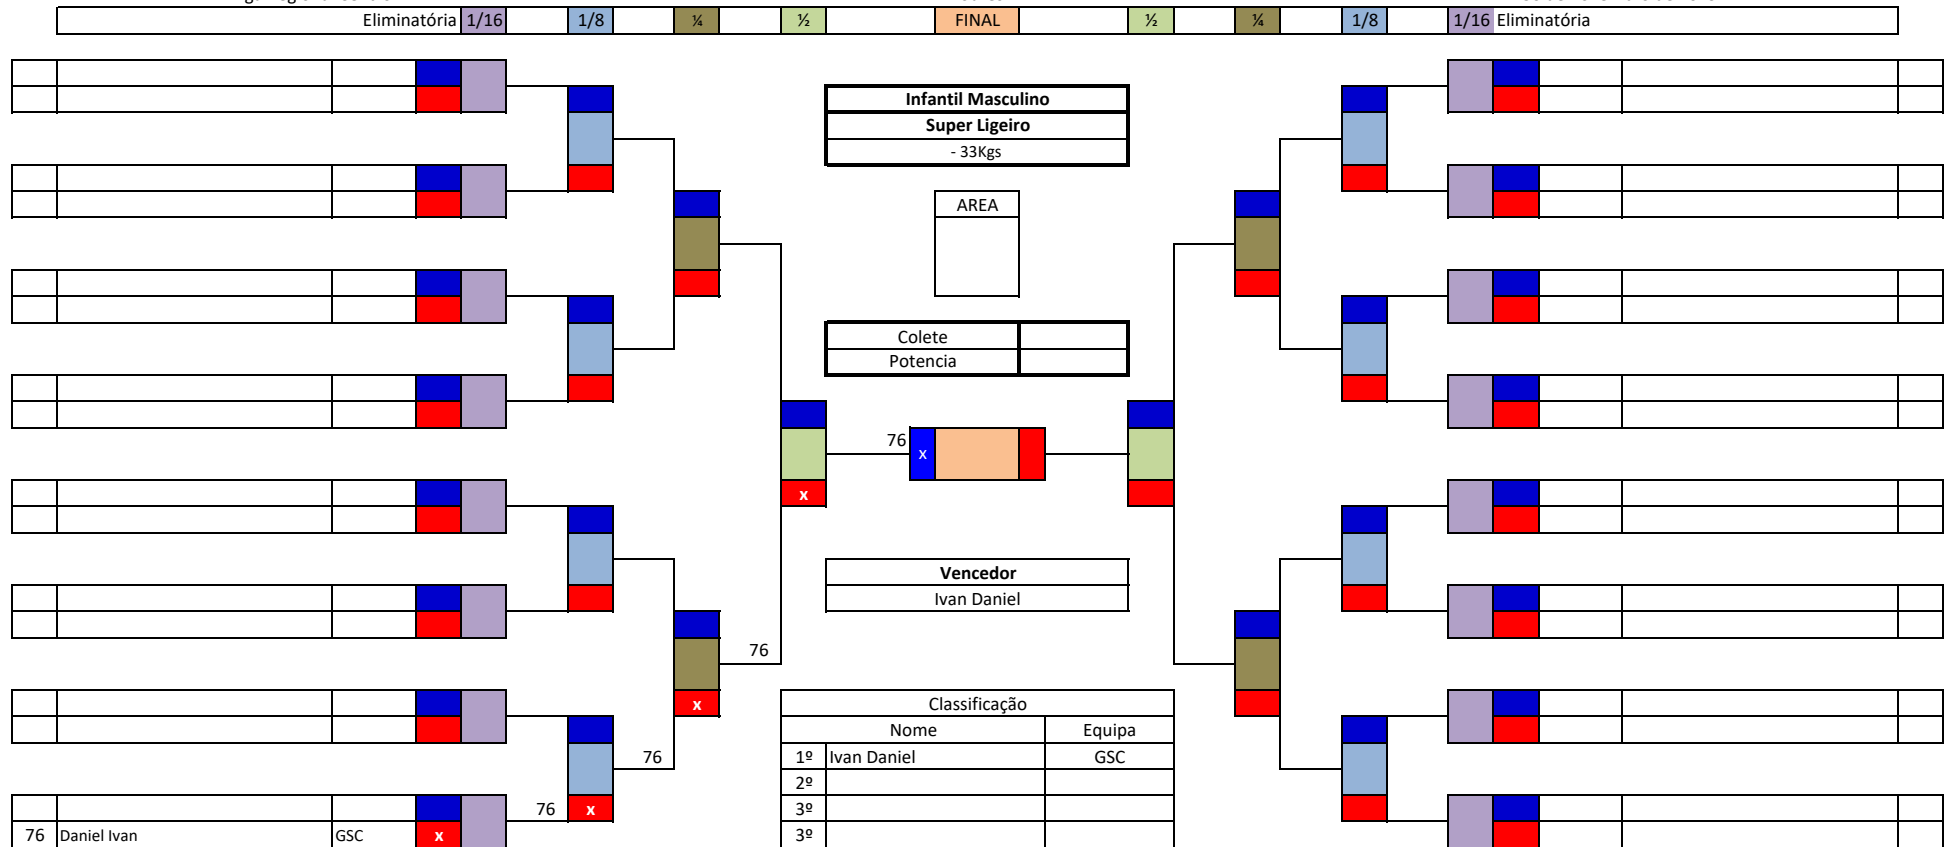 Eliminatória 1/16 1/8 ¼ ½ FINAL ½ ¼ 1/8 1/16 Eliminatória
Infantil Masculino
Super Ligeiro
- 33Kgs
AREA
Colete
Potencia
76 x
x
Vencedor
Ivan Daniel
76
x
Classificação
Nome Equipa
76 1º Ivan Daniel GSC
2º
76 x 3º
76 Daniel Ivan GSC x 3º